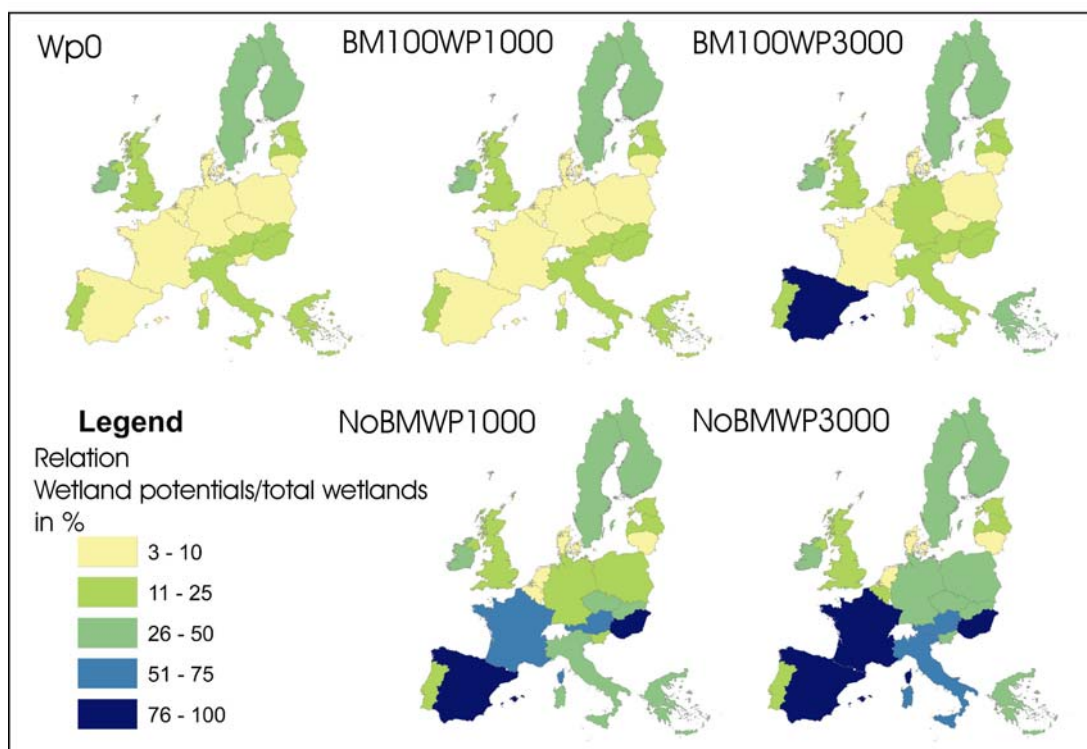 Wp0
BM100WP1000
BM100WP3000
NoBMWP1000
NoBMWP3000
Legend
Relation
Wetland potentials/total wetlands
in %
3 - 10
11 - 25
26 - 50
51 - 75
76 - 100